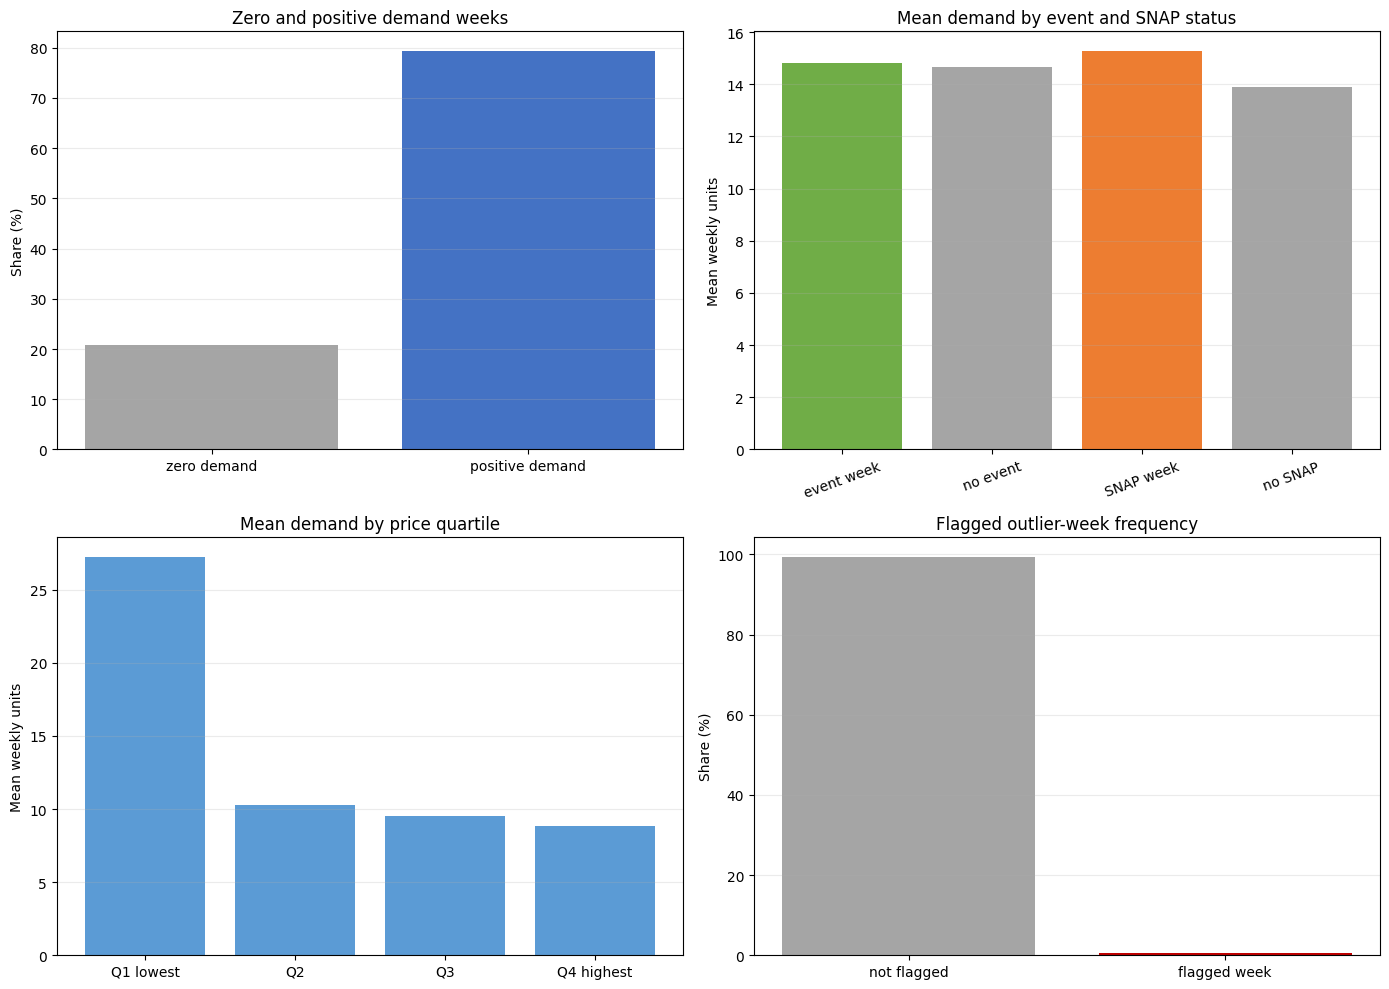 Zero and positive demand weeks
Share (%)
80
70
60
50
40
30
20
10
0
zero demand
positive demand
Mean demand by event and SNAP status
Mean weekly units
16
14
12
10
8
6
4
2
0
event week
no event
SNAP week
no SNAP
Mean demand by price quartile
Mean weekly units
25
20
15
10
5
0
Q1 lowest
Q2
Q3
Q4 highest
Flagged outlier-week frequency
Share (%)
100
80
60
40
20
0
not flagged
flagged week